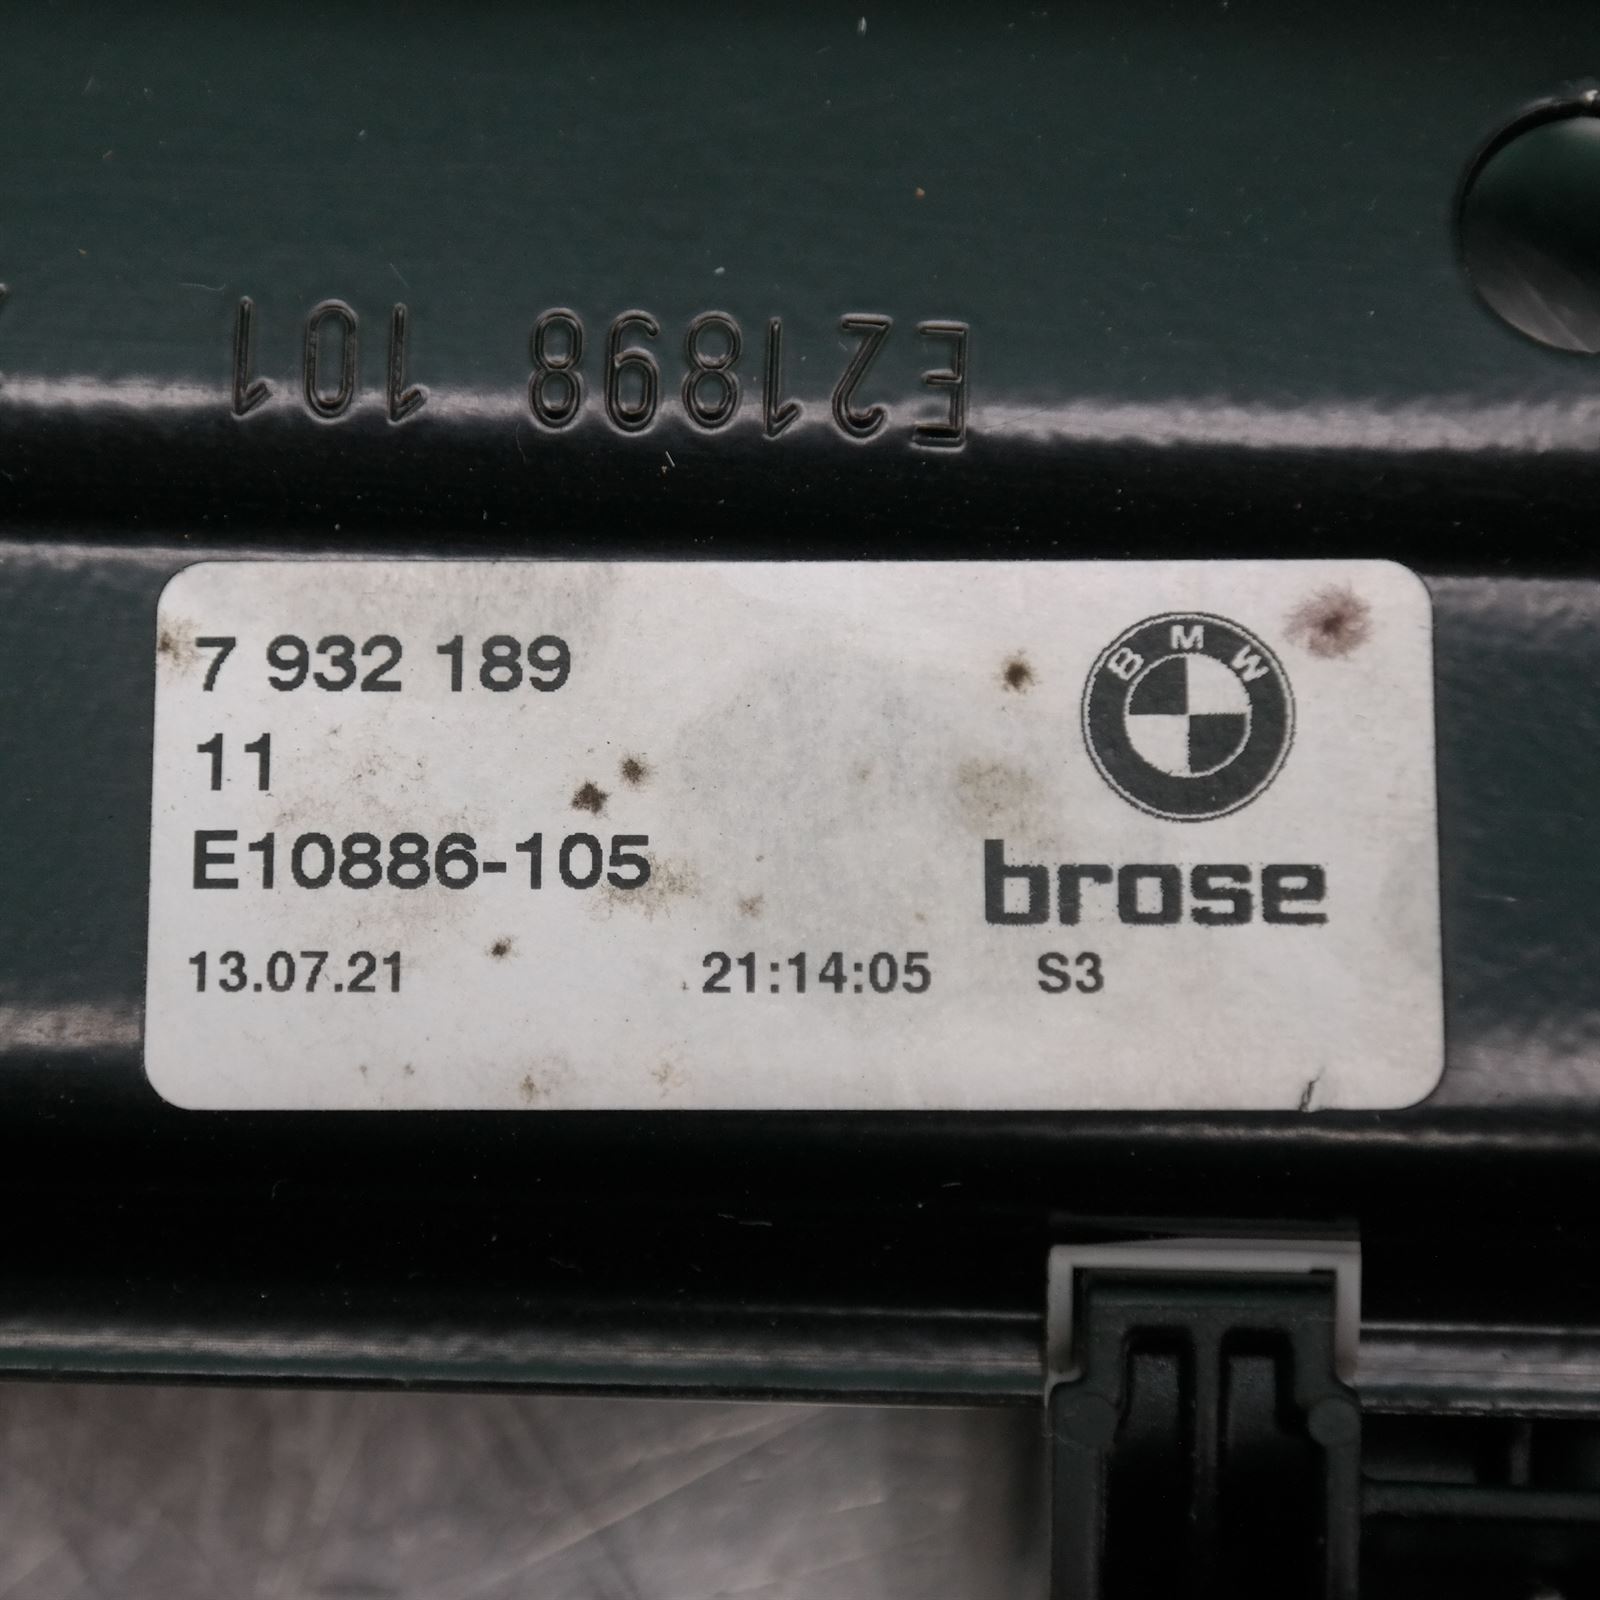 E21898 101
7 932 189
11
E10886-105
BMW
brose
13.07.21 21:14:05 S3